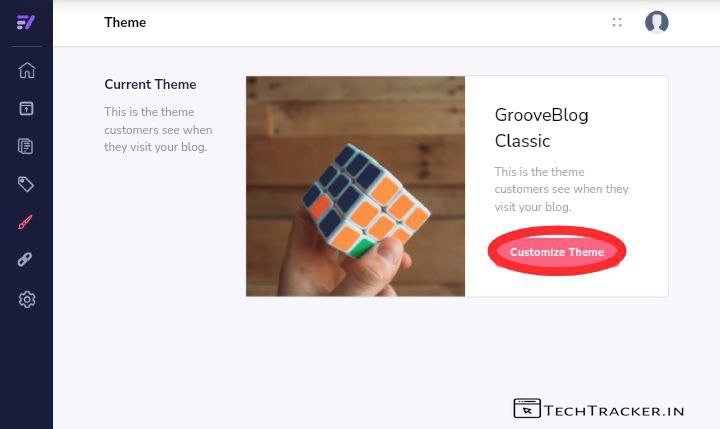 Theme
Current Theme
This is the theme
customers see when
they visit your blog.
GrooveBlog
Classic
This is the theme
customers see when they
visit your blog.
Customize Theme
TECHTRACKER.IN